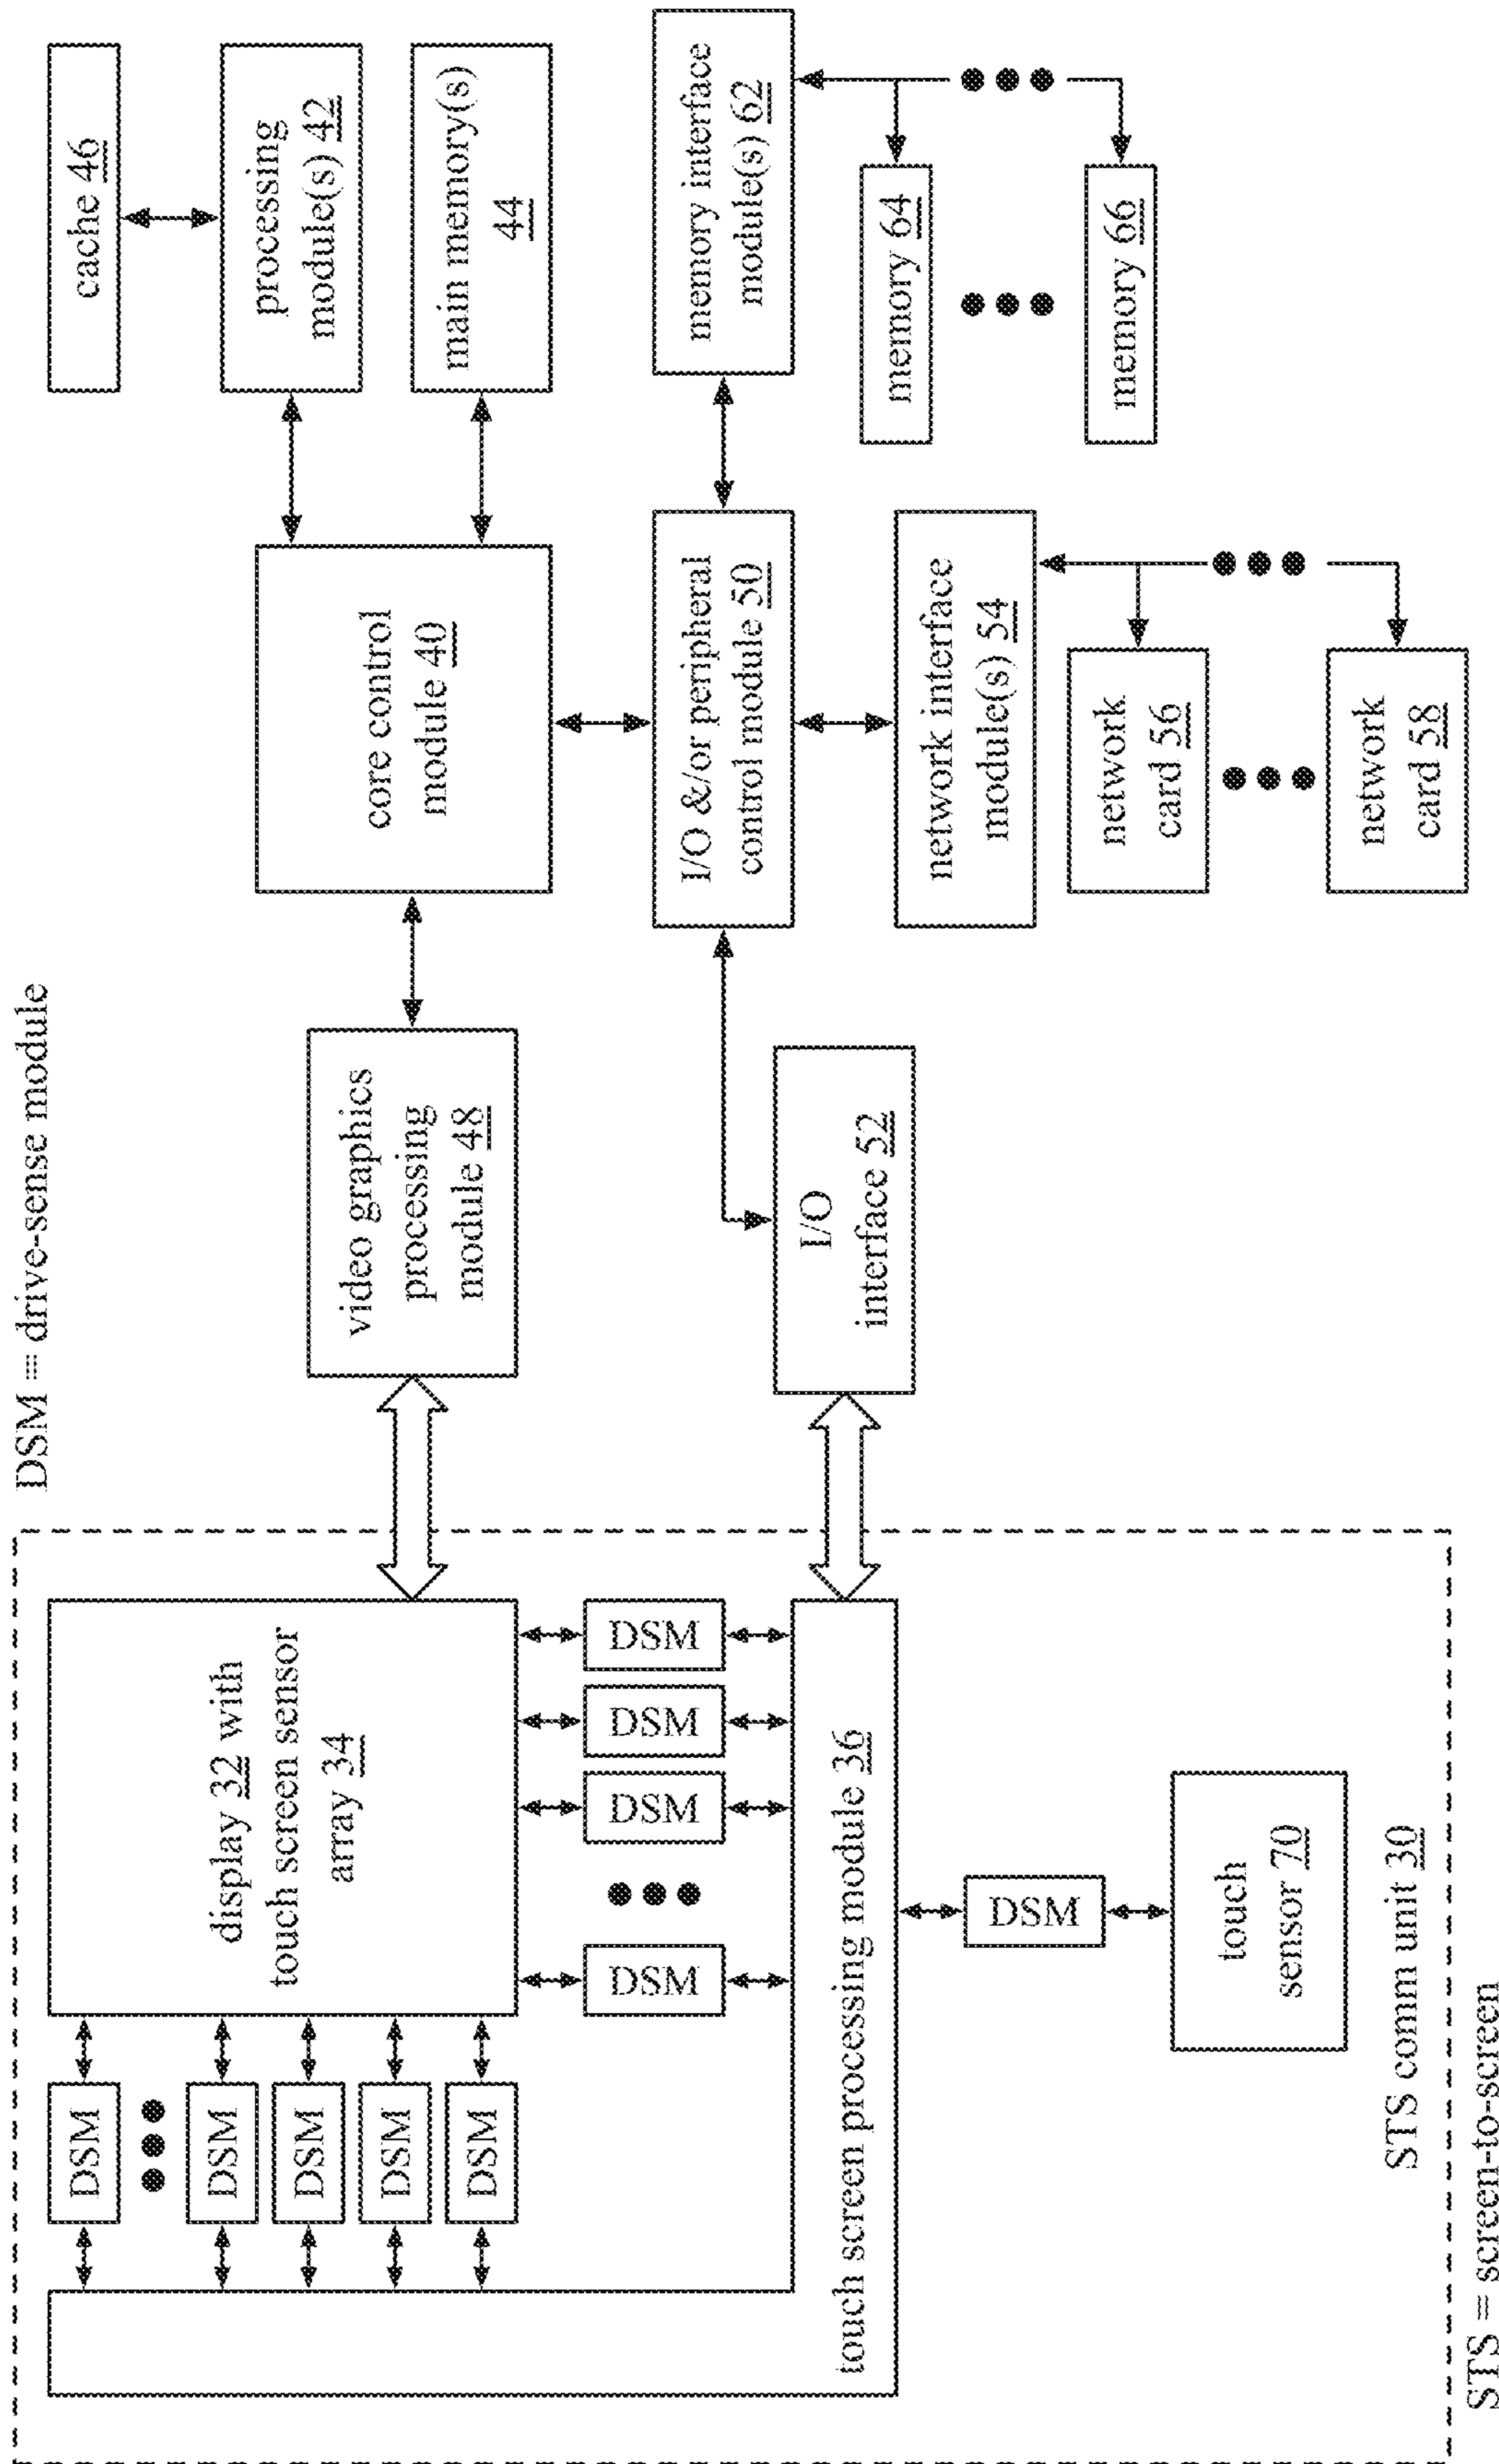 DSM = drive-sense module
cache 46
processing
module(s) 42
main memory(s)
44
core control
module 40
video graphics
processing
module 48
display 32 with
touch screen sensor
array 34
DSM
DSM
DSM
DSM
DSM
DSM
DSM
DSM
DSM
touch screen processing module 36
DSM
touch
sensor 70
STS comm unit 30
STS = screen-to-screen
I/O
interface 52
I/O &/or peripheral
control module 50
memory interface
module(s) 62
memory 64
memory 66
network interface
module(s) 54
network
card 56
network
card 58